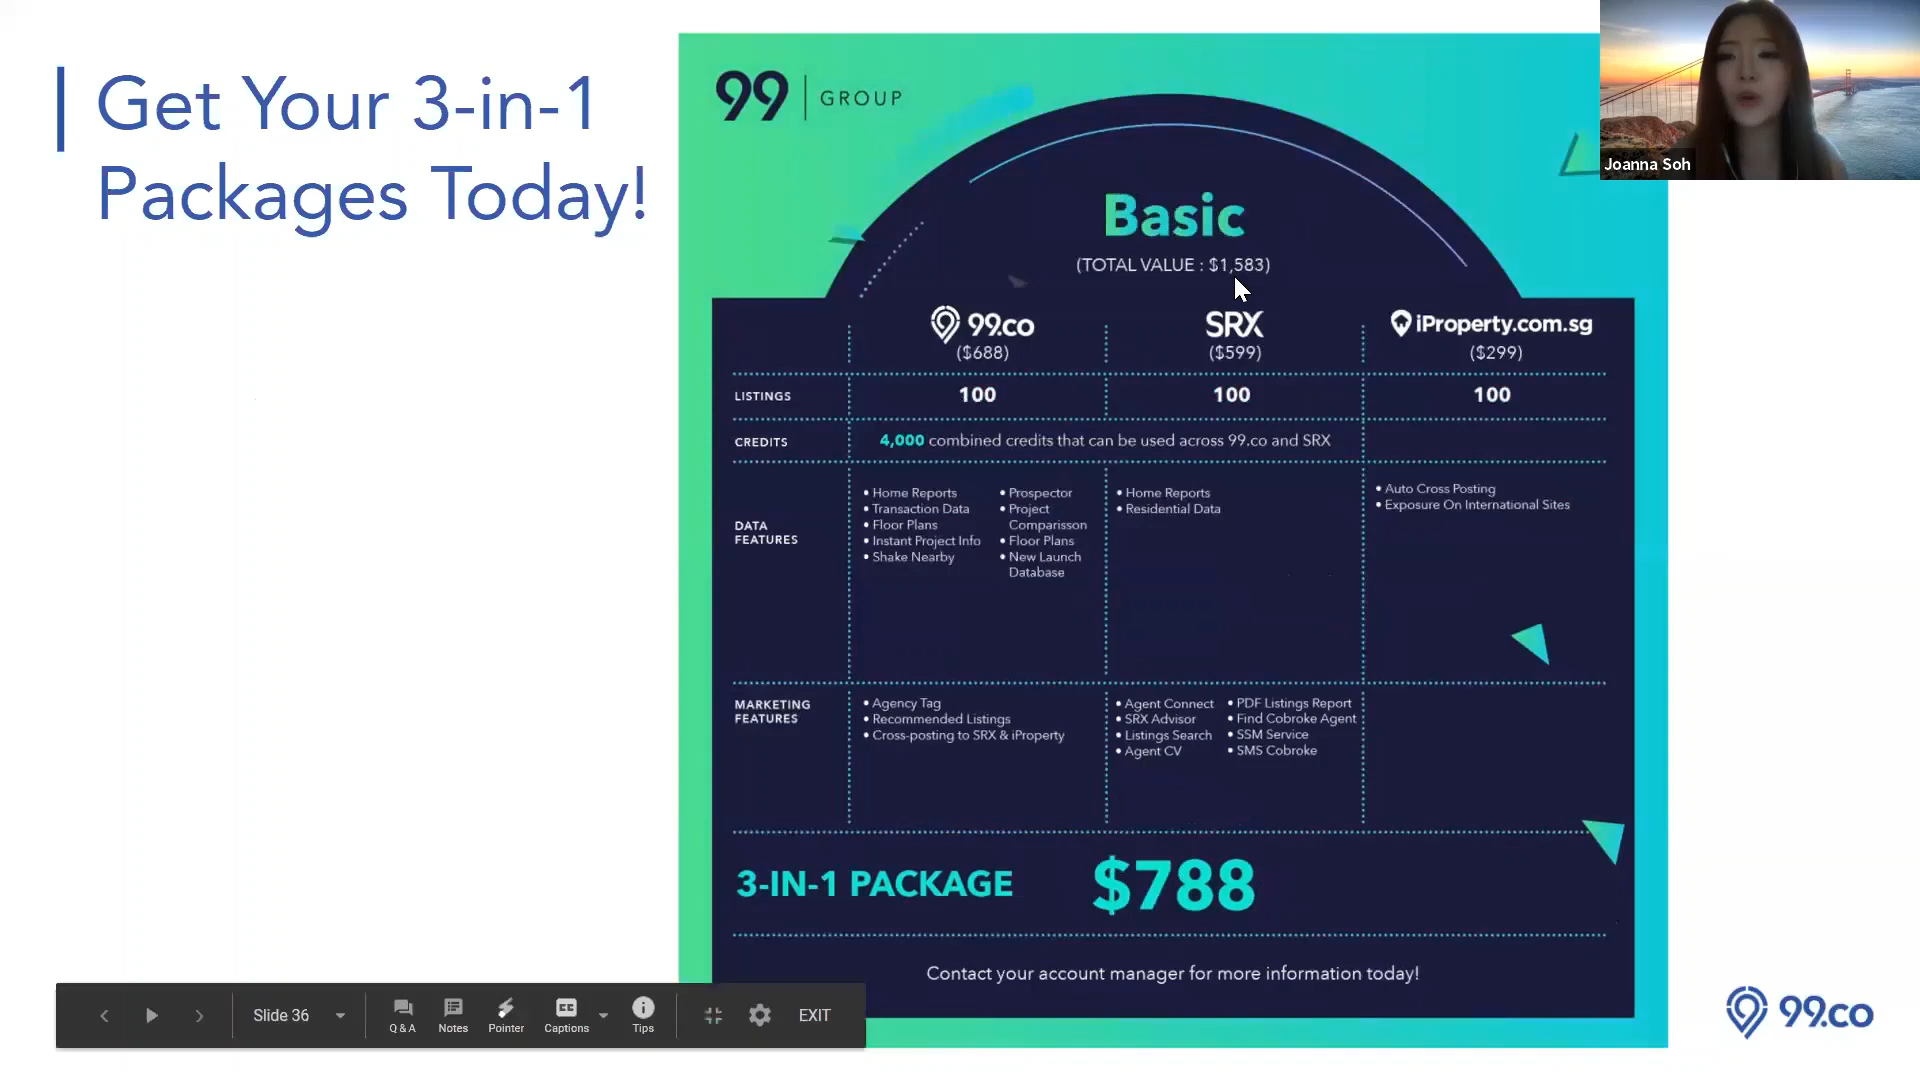 Get Your 3-in-1
Packages Today!
99 GROUP
Joanna Soh
Basic
(TOTAL VALUE : $1,583)
99.co
($688)
SRX
($599)
iProperty.com.sg
($299)
LISTINGS
100
100
100
CREDITS
4,000 combined credits that can be used across 99.co and SRX
DATA
FEATURES
• Home Reports
• Transaction Data
• Floor Plans
• Instant Project Info
• Shake Nearby
• Prospector
• Project
Comparisson
• Floor Plans
• New Launch
Database
• Home Reports
• Residential Data
• Auto Cross Posting
• Exposure On International Sites
MARKETING
FEATURES
• Agency Tag
• Recommended Listings
• Cross-posting to SRX & iProperty
• Agent Connect
• SRX Advisor
• Listings Search
• Agent CV
• PDF Listings Report
• Find Cobroke Agent
• SSM Service
• SMS Cobroke
3-IN-1 PACKAGE $788
Contact your account manager for more information today!
Slide 36
Q & A
Notes
Pointer
CC
Captions
Tips
EXIT
99.co